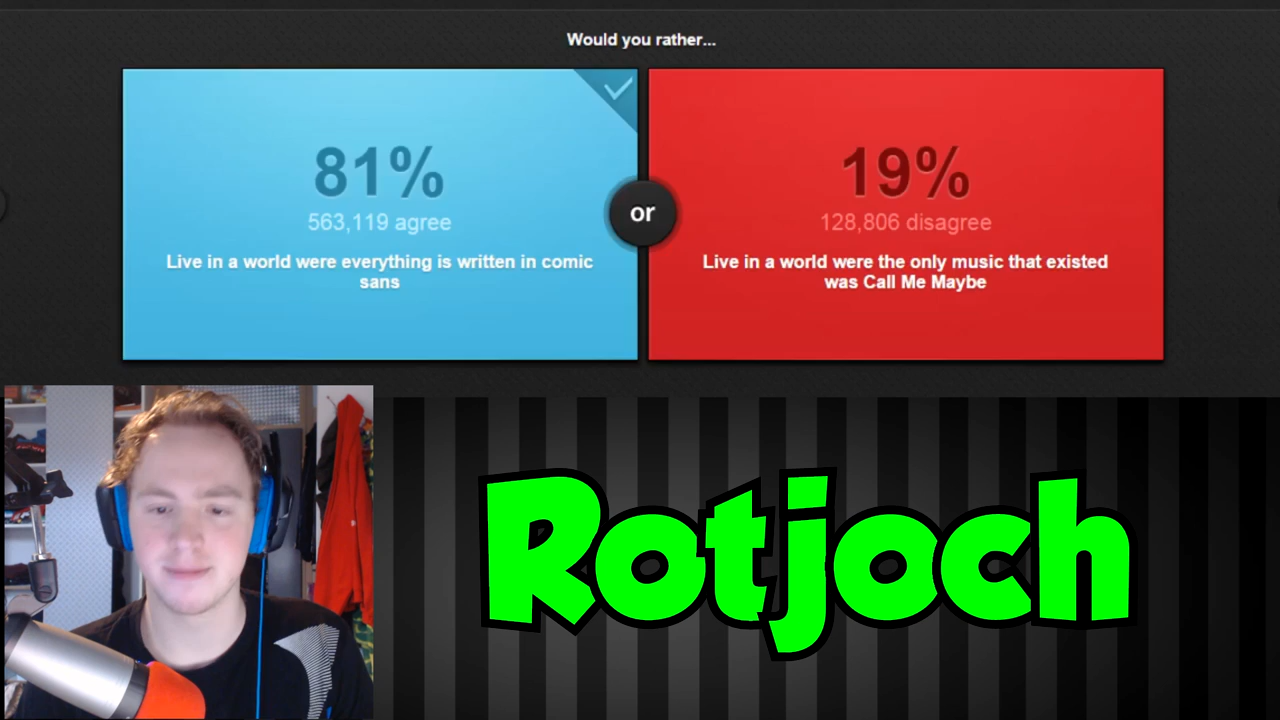 Would you rather...
81%
563,119 agree
Live in a world were everything is written in comic
sans
or
19%
128,806 disagree
Live in a world were the only music that existed
was Call Me Maybe
Rotjoch